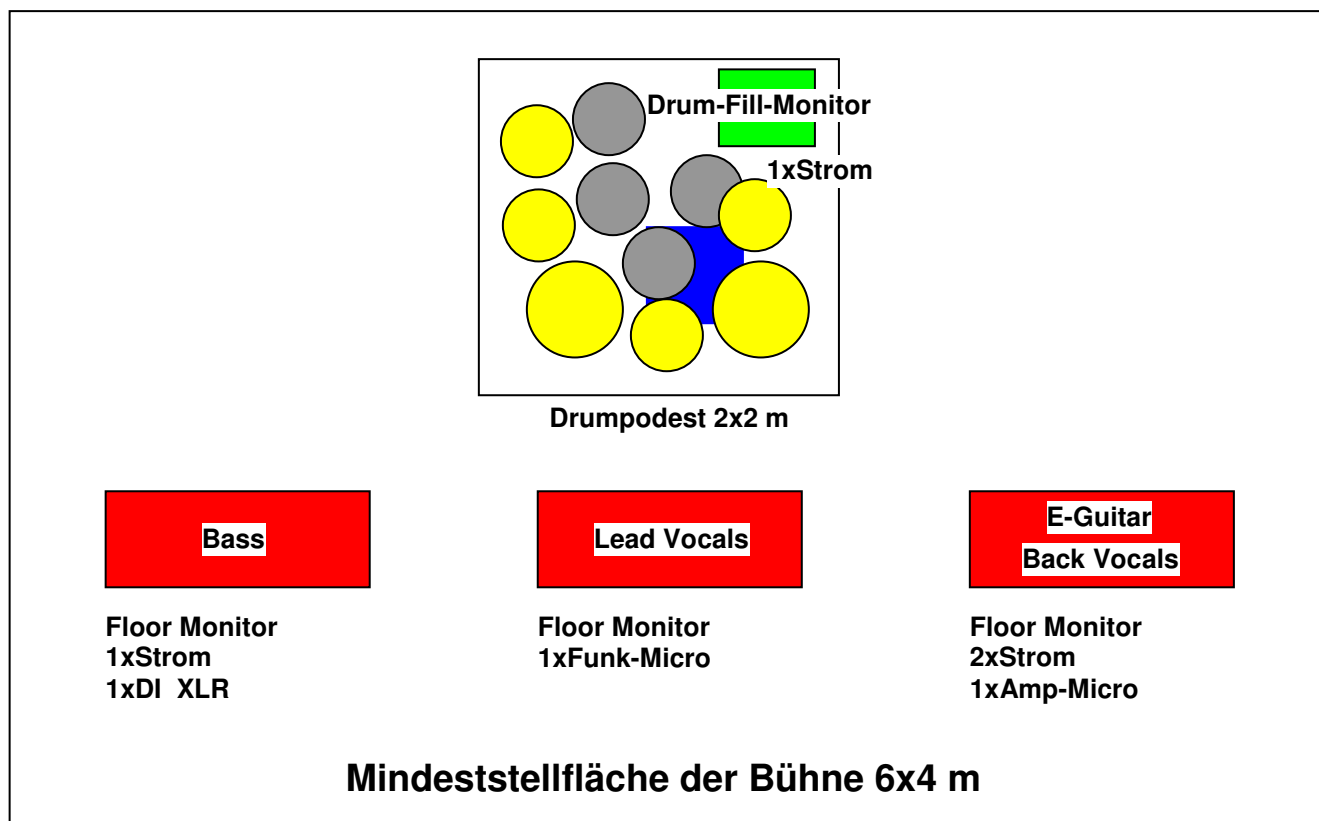 Drum-Fill-Monitor
1xStrom
Drumpodest 2x2 m
Bass
Lead Vocals
E-Guitar
Back Vocals
Floor Monitor
1xStrom
1xDI XLR
Floor Monitor
1xFunk-Micro
Floor Monitor
2xStrom
1xAmp-Micro
Mindeststellfläche der Bühne 6x4 m